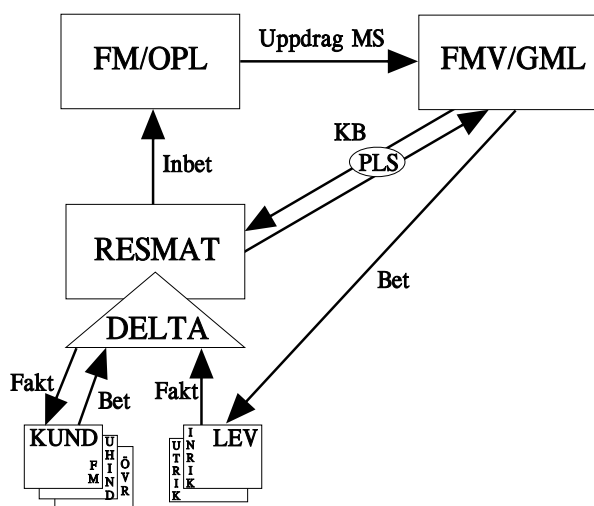 FM/OPL
Uppdrag MS
FMV/GML
KB
PLS
Inbet
RESMAT
Bet
DELTA
Fakt
Bet
Fakt
KUND
FM
UHIND
ÖVR
UTRIK
INRIK
LEV